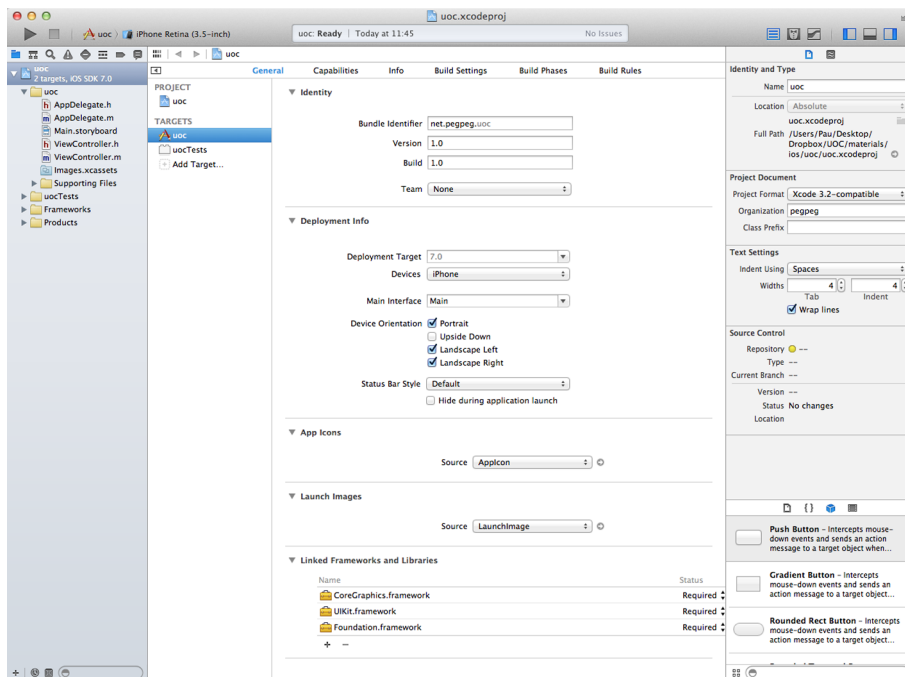 uoc.xcodeproj
uoc
iPhone Retina (3.5-inch)
uoc: Ready | Today at 11:45
No Issues
uoc
uoc
2 targets, iOS SDK 7.0
uoc
AppDelegate.h
AppDelegate.m
Main.storyboard
ViewController.h
ViewController.m
Images.xcassets
Supporting Files
uocTests
Frameworks
Products
General Capabilities Info Build Settings Build Phases Build Rules
PROJECT
uoc
TARGETS
uoc
uocTests
Add Target...
Identity
Bundle Identifier net.pegpeg.uoc
Version 1.0
Build 1.0
Team None
Deployment Info
Deployment Target 7.0
Devices iPhone
Main Interface Main
Device Orientation Portrait
Upside Down
Landscape Left
Landscape Right
Status Bar Style Default
Hide during application launch
App Icons
Source AppIcon
Launch Images
Source LaunchImage
Linked Frameworks and Libraries
Name Status
CoreGraphics.framework Required
UIKit.framework Required
Foundation.framework Required
Identity and Type
Name uoc
Location Absolute
uoc.xcodeproj
Full Path /Users/Pau/Desktop/
Dropbox/UOC/materials/
ios/uoc/uoc.xcodeproj
Project Document
Project Format Xcode 3.2-compatible
Organization pegpeg
Class Prefix
Text Settings
Indent Using Spaces
Widths 4 4
Tab Indent
Wrap lines
Source Control
Repository --
Type --
Current Branch --
Version --
Status No changes
Location
Push Button – Intercepts mouse-
down events and sends an action
message to a target object when...
Gradient Button – Intercepts
mouse-down events and sends an
action message to a target object...
Rounded Rect Button – Intercepts
mouse-down events and sends an
action message to a target object...